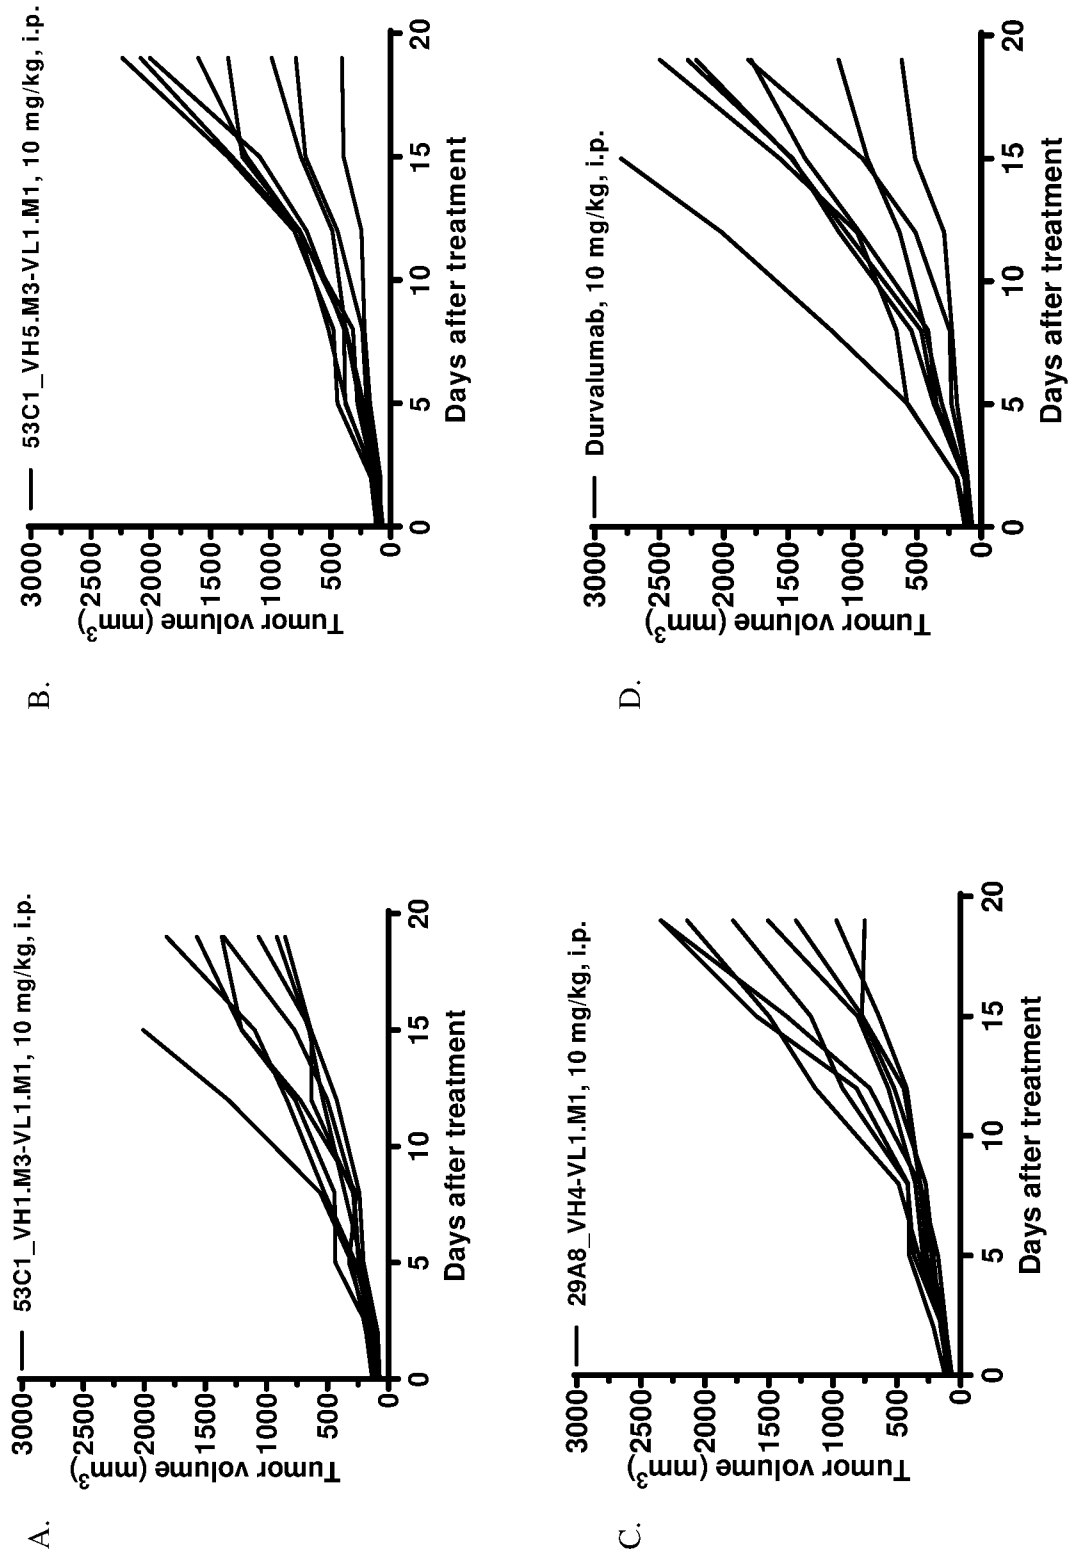 A.
53C1_VH1.M3-VL1.M1, 10 mg/kg, i.p.
Tumor volume (mm3)
3000
2500
2000
1500
1000
500
0
0 5 10 15 20
Days after treatment
B.
53C1_VH5.M3-VL1.M1, 10 mg/kg, i.p.
Tumor volume (mm3)
3000
2500
2000
1500
1000
500
0
0 5 10 15 20
Days after treatment
C.
29A8_VH4-VL1.M1, 10 mg/kg, i.p.
Tumor volume (mm3)
3000
2500
2000
1500
1000
500
0
0 5 10 15 20
Days after treatment
D.
Durvalumab, 10 mg/kg, i.p.
Tumor volume (mm3)
3000
2500
2000
1500
1000
500
0
0 5 10 15 20
Days after treatment